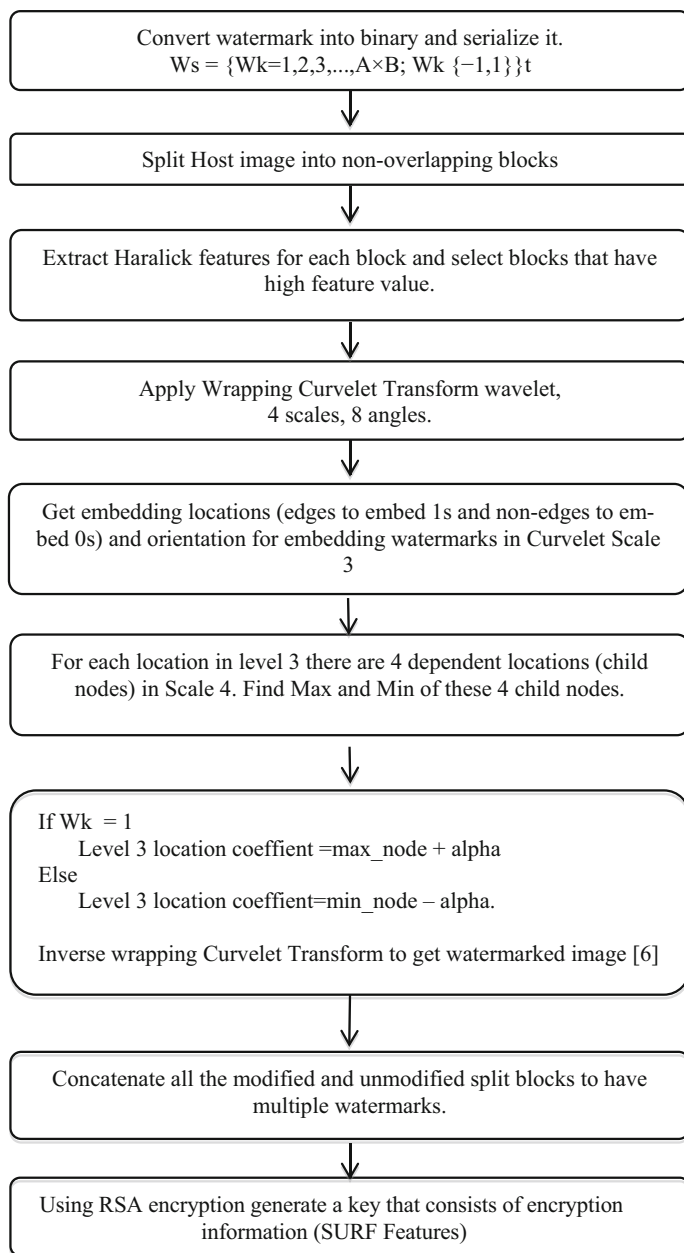 Convert watermark into binary and serialize it.
Ws = {Wk=1,2,3,...,A×B; Wk {−1,1}}t
Split Host image into non-overlapping blocks
Extract Haralick features for each block and select blocks that have
high feature value.
Apply Wrapping Curvelet Transform wavelet,
4 scales, 8 angles.
Get embedding locations (edges to embed 1s and non-edges to em-
bed 0s) and orientation for embedding watermarks in Curvelet Scale
3
For each location in level 3 there are 4 dependent locations (child
nodes) in Scale 4. Find Max and Min of these 4 child nodes.
If Wk = 1
Level 3 location coeffient =max_node + alpha
Else
Level 3 location coeffient=min_node – alpha.
Inverse wrapping Curvelet Transform to get watermarked image [6]
Concatenate all the modified and unmodified split blocks to have
multiple watermarks.
Using RSA encryption generate a key that consists of encryption
information (SURF Features)